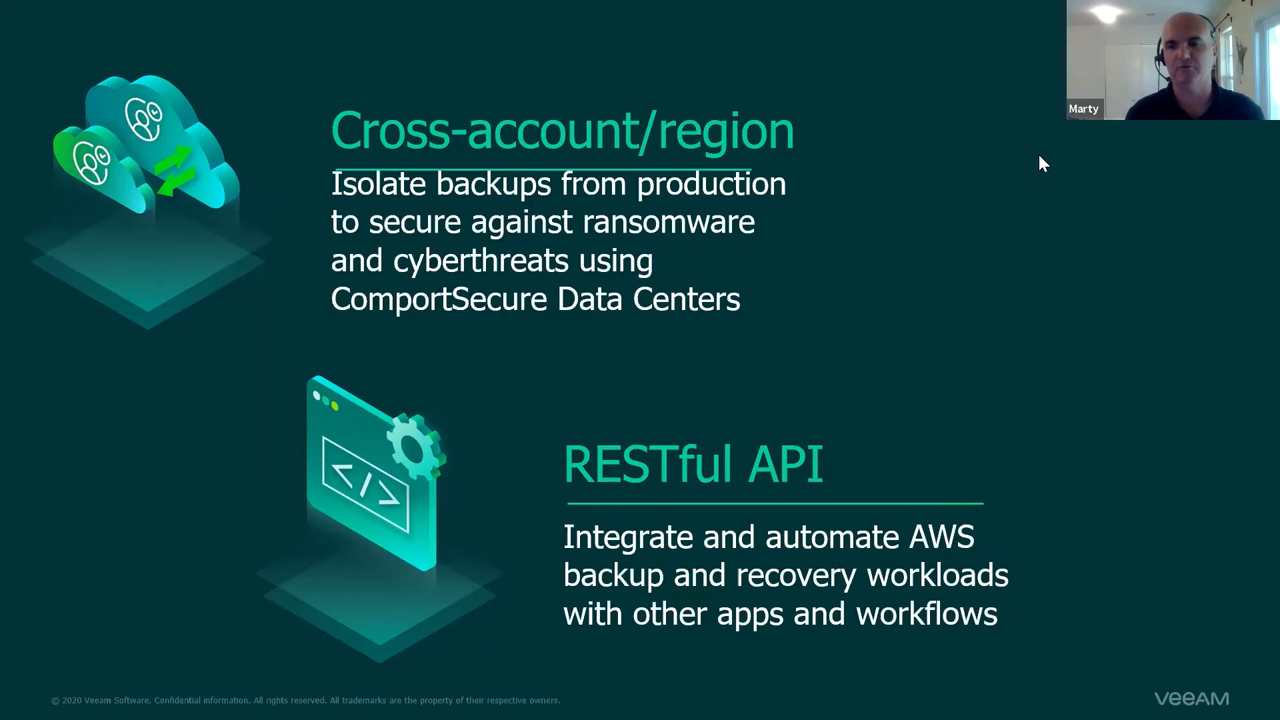 Marty
Cross-account/region
Isolate backups from production
to secure against ransomware
and cyberthreats using
ComportSecure Data Centers
</>
RESTful API
Integrate and automate AWS
backup and recovery workloads
with other apps and workflows
© 2020 Veeam Software. Confidential information. All rights reserved. All trademarks are the property of their respective owners.
veeAM